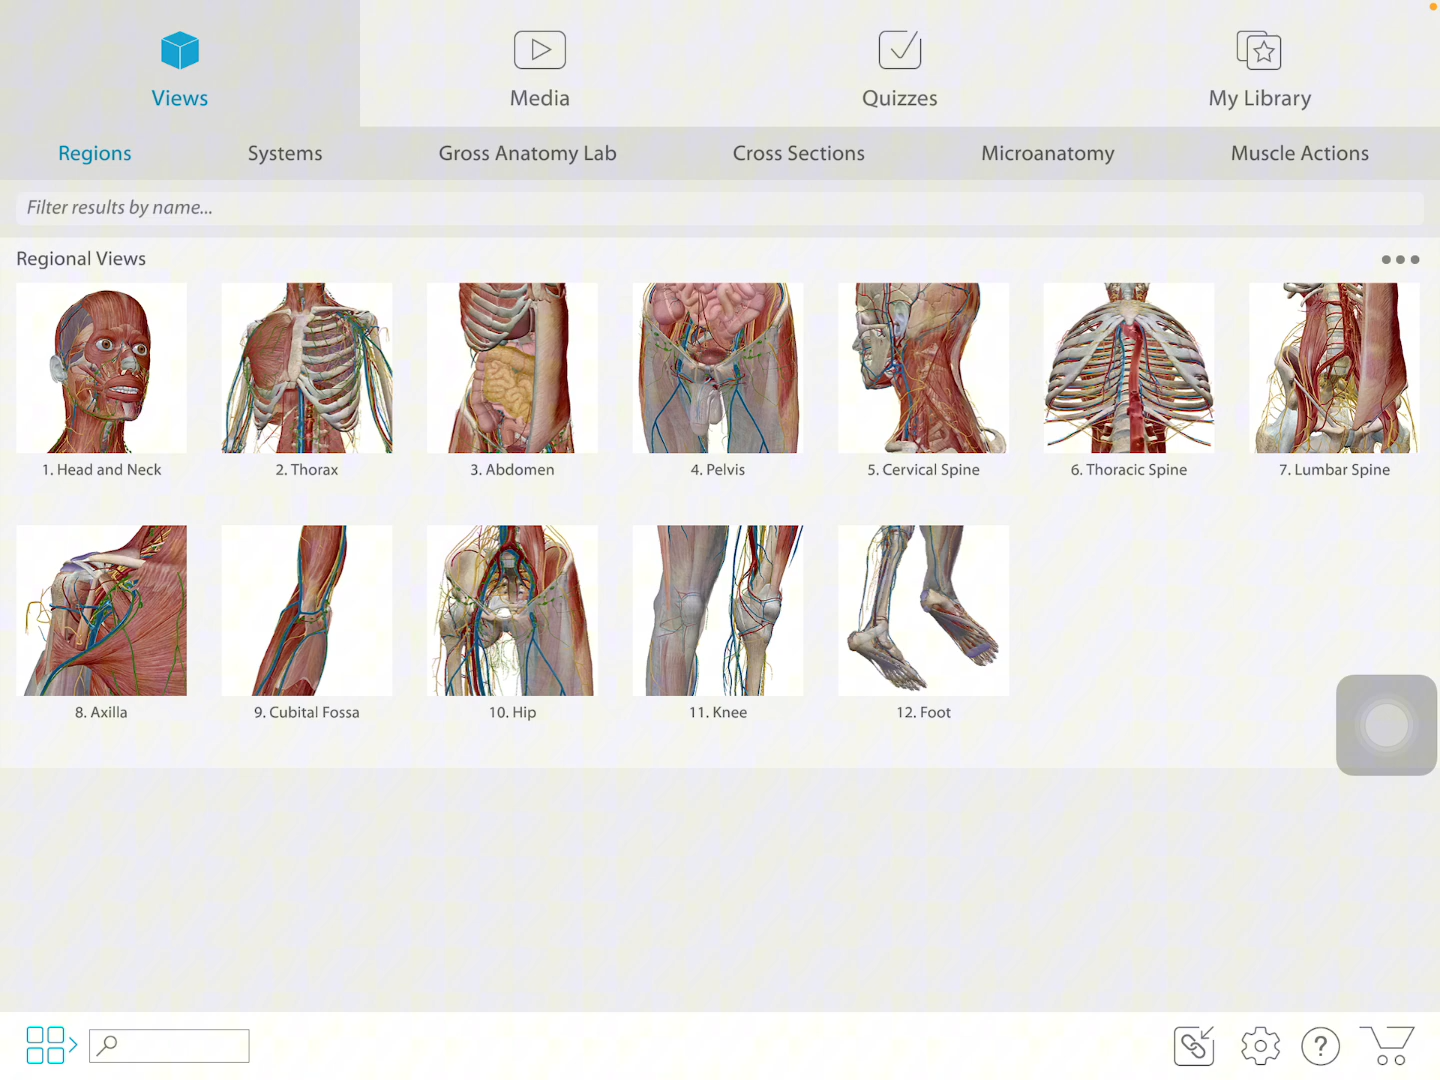 Views
Media
Quizzes
My Library
Regions
Systems
Gross Anatomy Lab
Cross Sections
Microanatomy
Muscle Actions
Filter results by name...
Regional Views
1. Head and Neck
2. Thorax
3. Abdomen
4. Pelvis
5. Cervical Spine
6. Thoracic Spine
7. Lumbar Spine
8. Axilla
9. Cubital Fossa
10. Hip
11. Knee
12. Foot
?